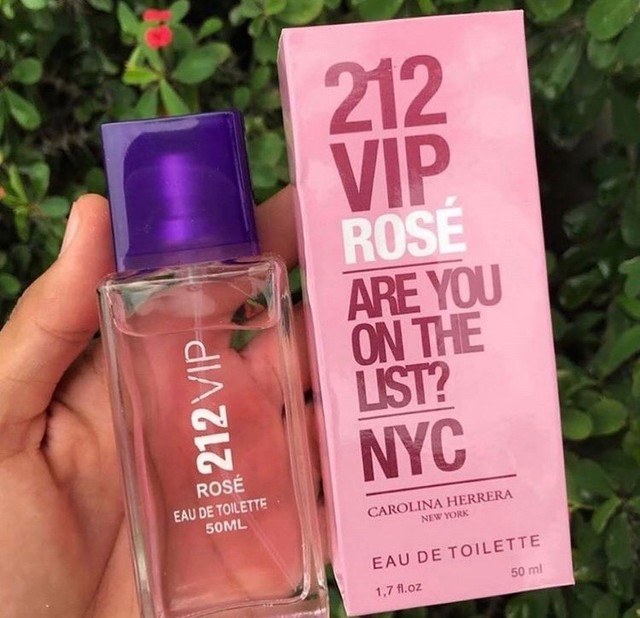 212 VIP
ROSÉ
EAU DE TOILETTE
50ML
212
VIP
ROSÉ
ARE YOU
ON THE
LIST?
NYC
CAROLINA HERRERA
NEW YORK
EAU DE TOILETTE
1,7 fl.oz 50 ml